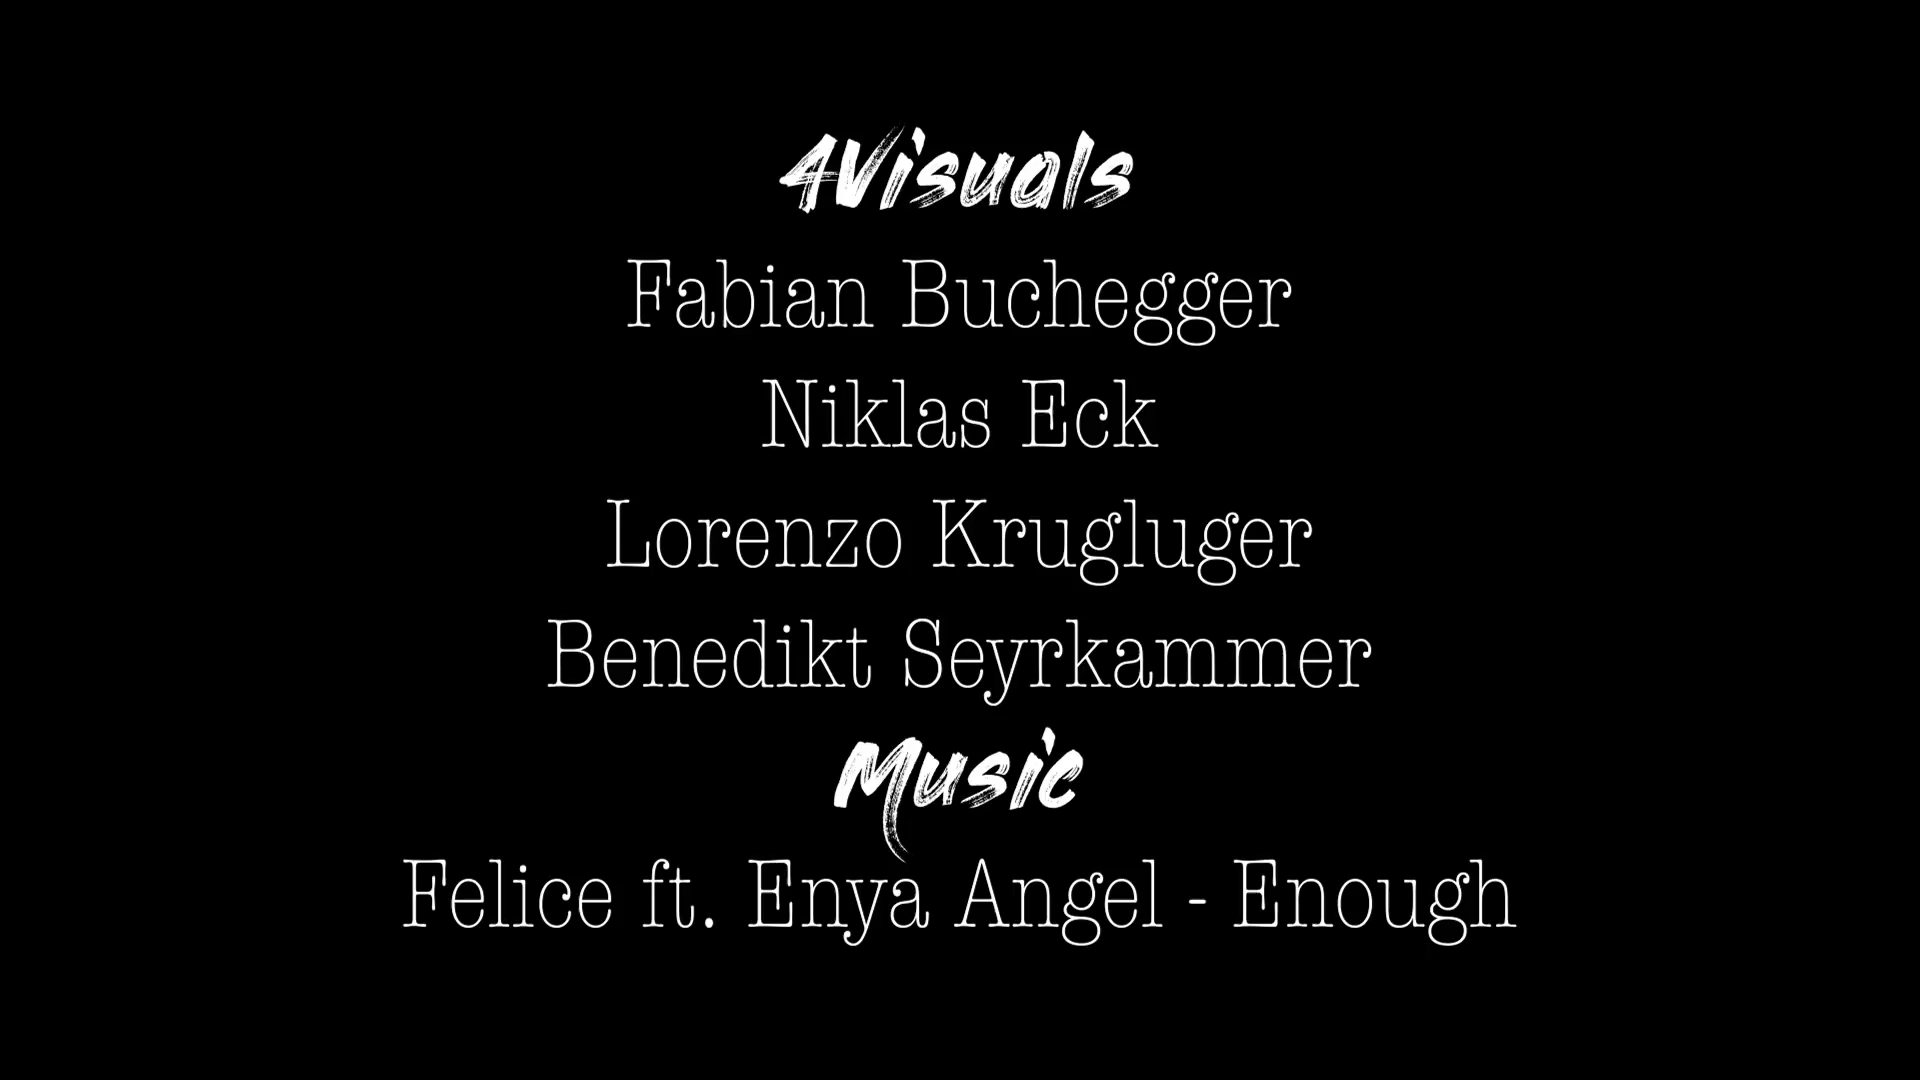 4Visuals
Fabian Buchegger
Niklas Eck
Lorenzo Krugluger
Benedikt Seyrkammer
Music
Felice ft. Enya Angel - Enough